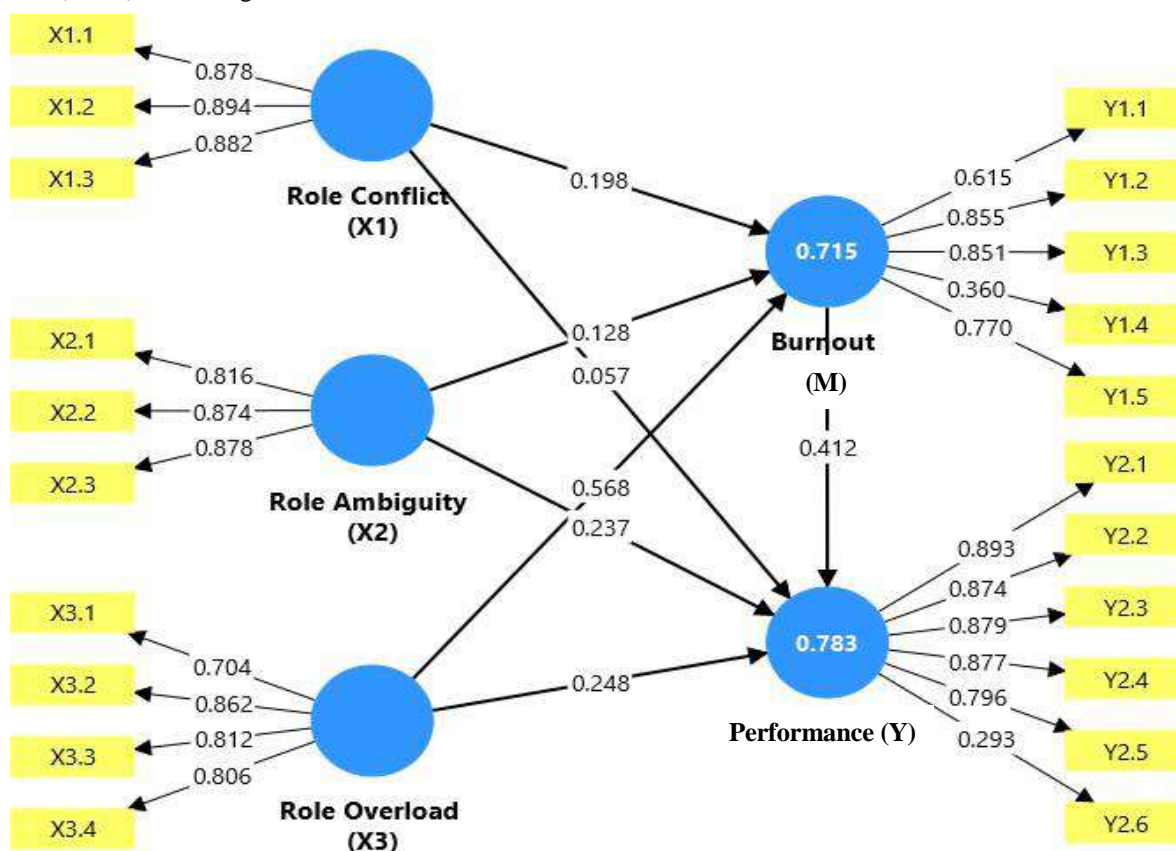 X1.1
X1.2
X1.3
0.878
0.894
0.882
Role Conflict
(X1)
X2.1
X2.2
X2.3
0.816
0.874
0.878
Role Ambiguity
(X2)
X3.1
X3.2
X3.3
X3.4
0.704
0.862
0.812
0.806
Role Overload
(X3)
0.198
0.128
0.057
0.568
0.237
0.248
0.715
Burnout
(M)
0.412
0.783
Performance (Y)
0.615
0.855
0.851
0.360
0.770
Y1.1
Y1.2
Y1.3
Y1.4
Y1.5
0.893
0.874
0.879
0.877
0.796
0.293
Y2.1
Y2.2
Y2.3
Y2.4
Y2.5
Y2.6